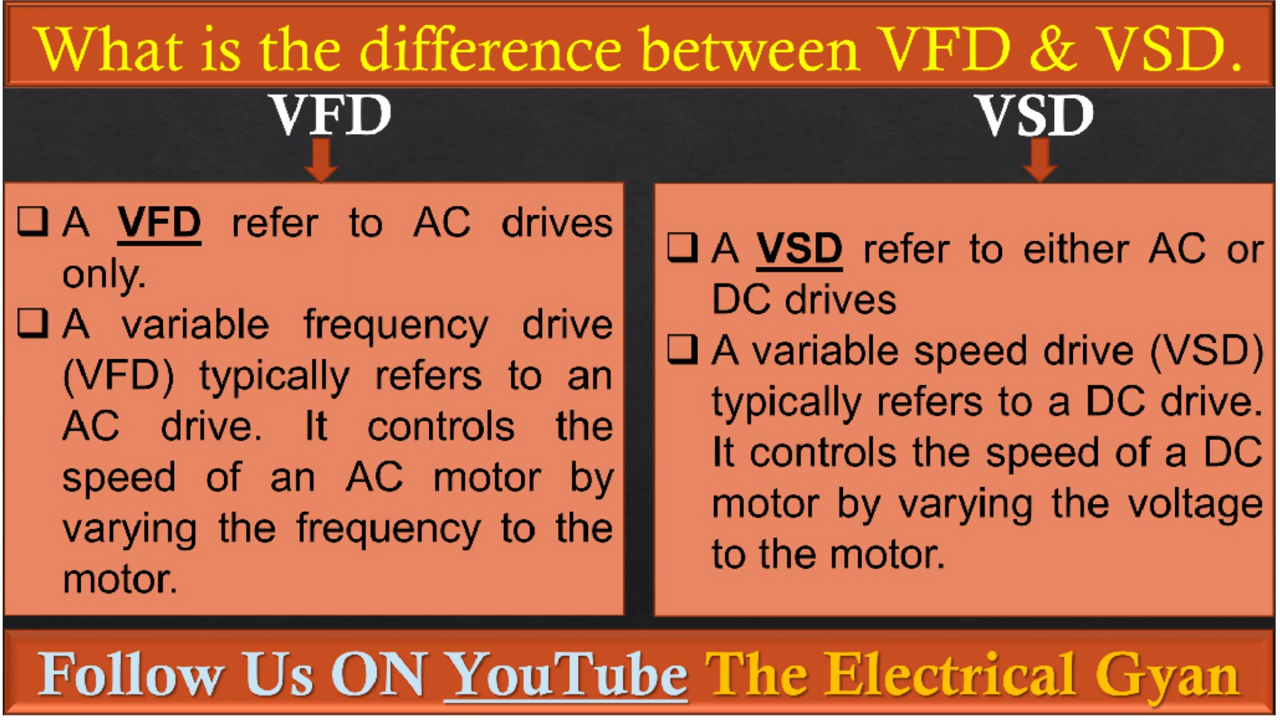 What is the difference between VFD & VSD.
VFD
❑ A VFD refer to AC drives
only.
❑ A variable frequency drive
(VFD) typically refers to an
AC drive. It controls the
speed of an AC motor by
varying the frequency to the
motor.
VSD
❑ A VSD refer to either AC or
DC drives
❑ A variable speed drive (VSD)
typically refers to a DC drive.
It controls the speed of a DC
motor by varying the voltage
to the motor.
Follow Us ON YouTube The Electrical Gyan